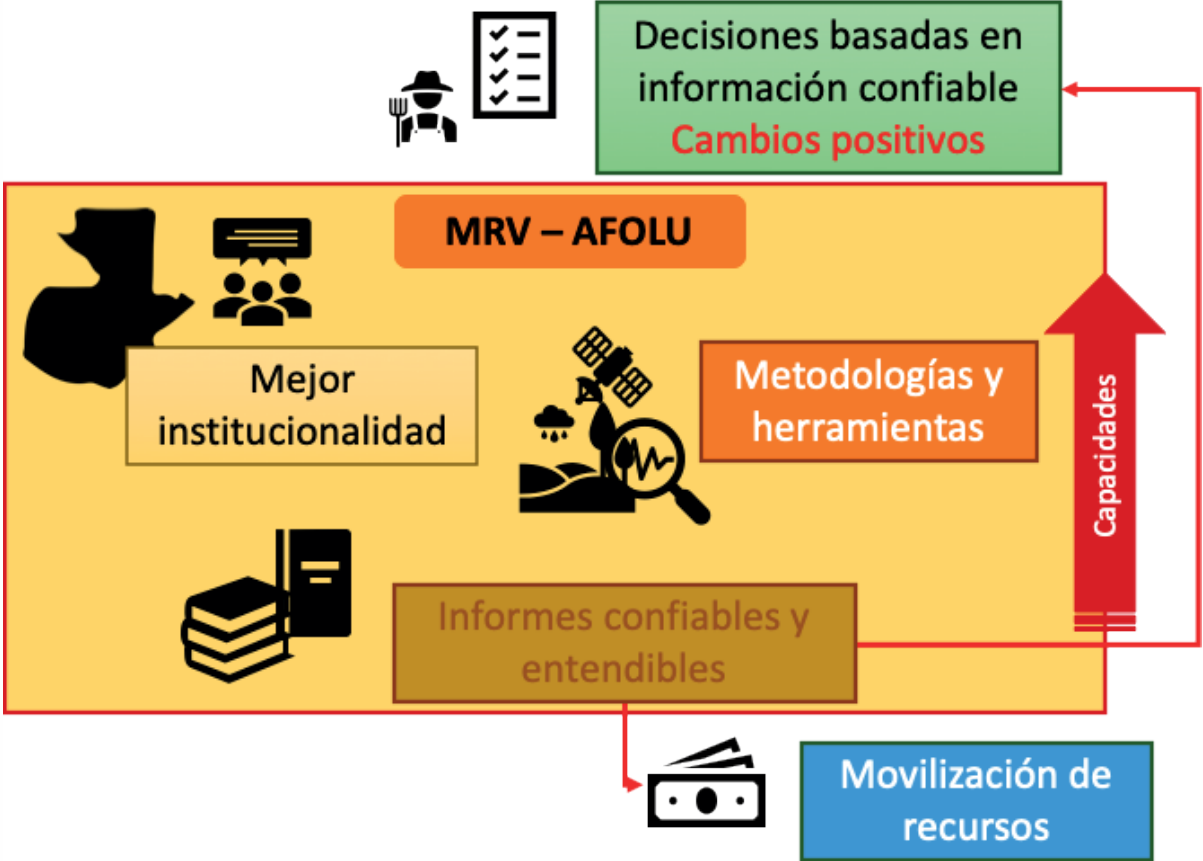 Decisiones basadas en
información confiable
Cambios positivos
MRV – AFOLU
Mejor
institucionalidad
Metodologías y
herramientas
Capacidades
Informes confiables y
entendibles
Movilización de
recursos